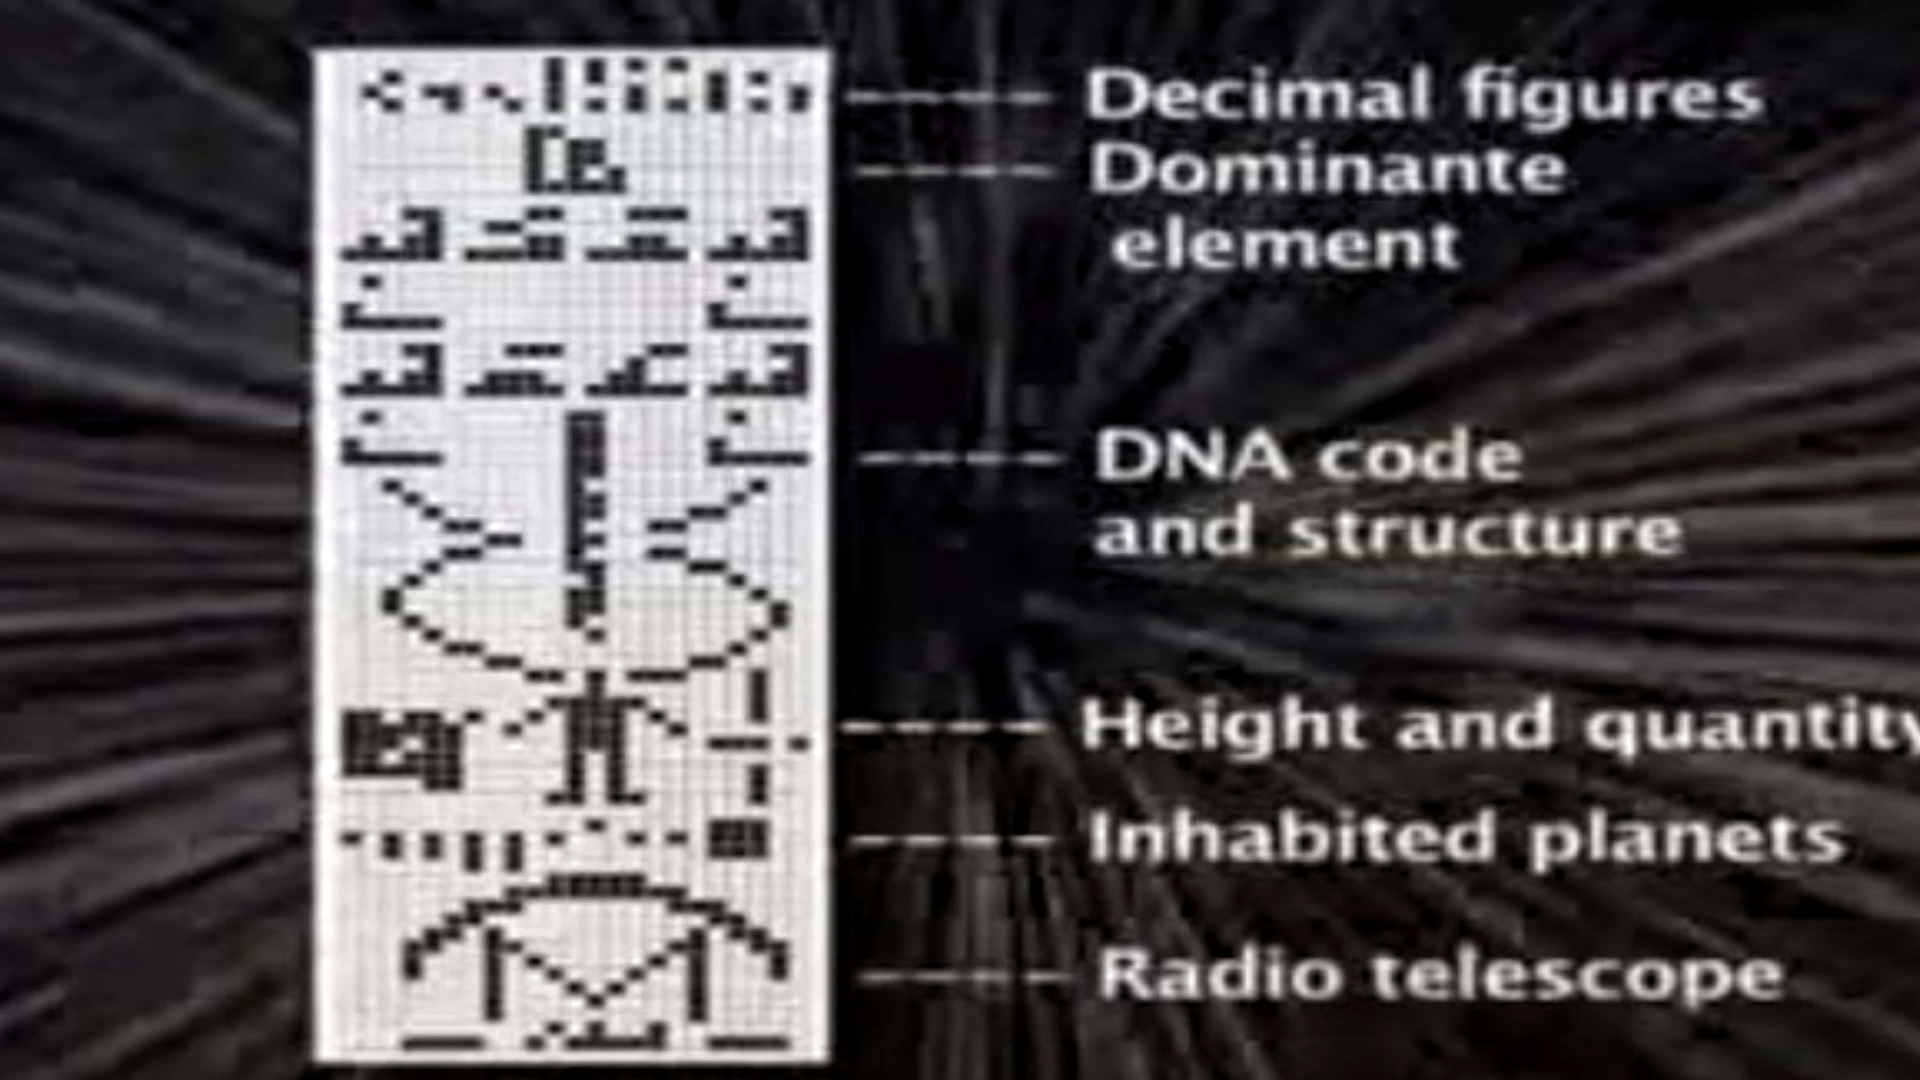 Decimal figures
Dominante
element
DNA code
and structure
Height and quantity
Inhabited planets
Radio telescope